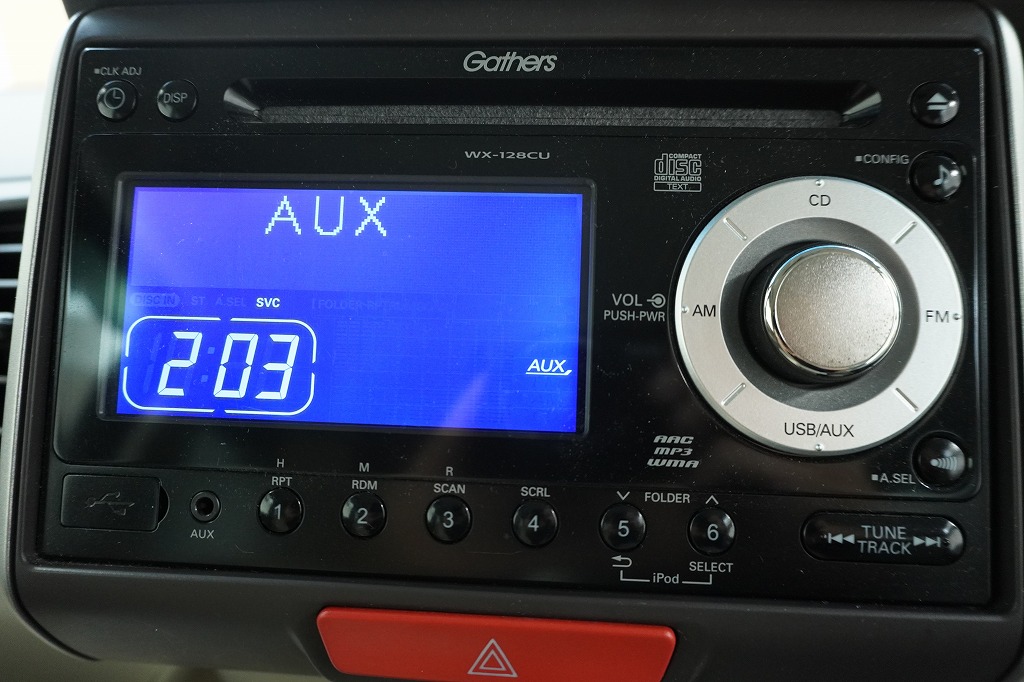 Gathers
CLK ADJ
DISP
WX-128CU
COMPACT
disc
DIGITAL AUDIO
TEXT
CONFIG
AUX
CD
DISC IN ST A.SEL SVC
VOL
PUSH-PWR
AM
FM
2:03
AUX
USB/AUX
AAC
MP3
WMA
A.SEL
H
RPT
M
RDM
R
SCAN
SCRL
FOLDER
AUX
1
2
3
4
5
6
TUNE
TRACK
SELECT
iPod